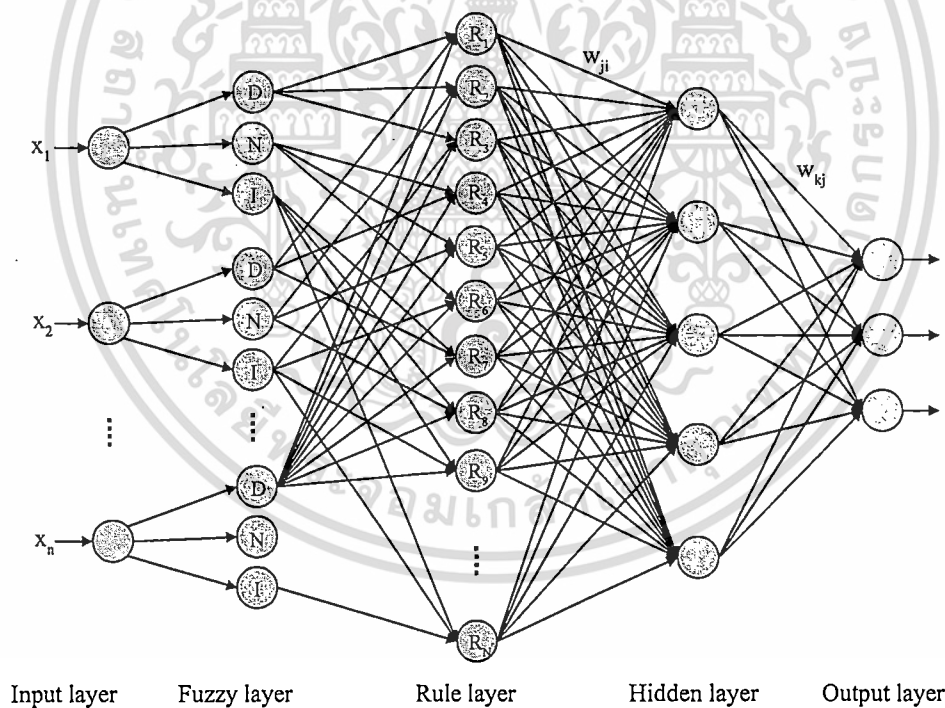 X1
X2
Xn
D
N
I
D
N
I
D
N
I
R1
R2
R3
R4
R5
R6
R7
R8
R9
RN
wji
wkj
Input layer Fuzzy layer Rule layer Hidden layer Output layer